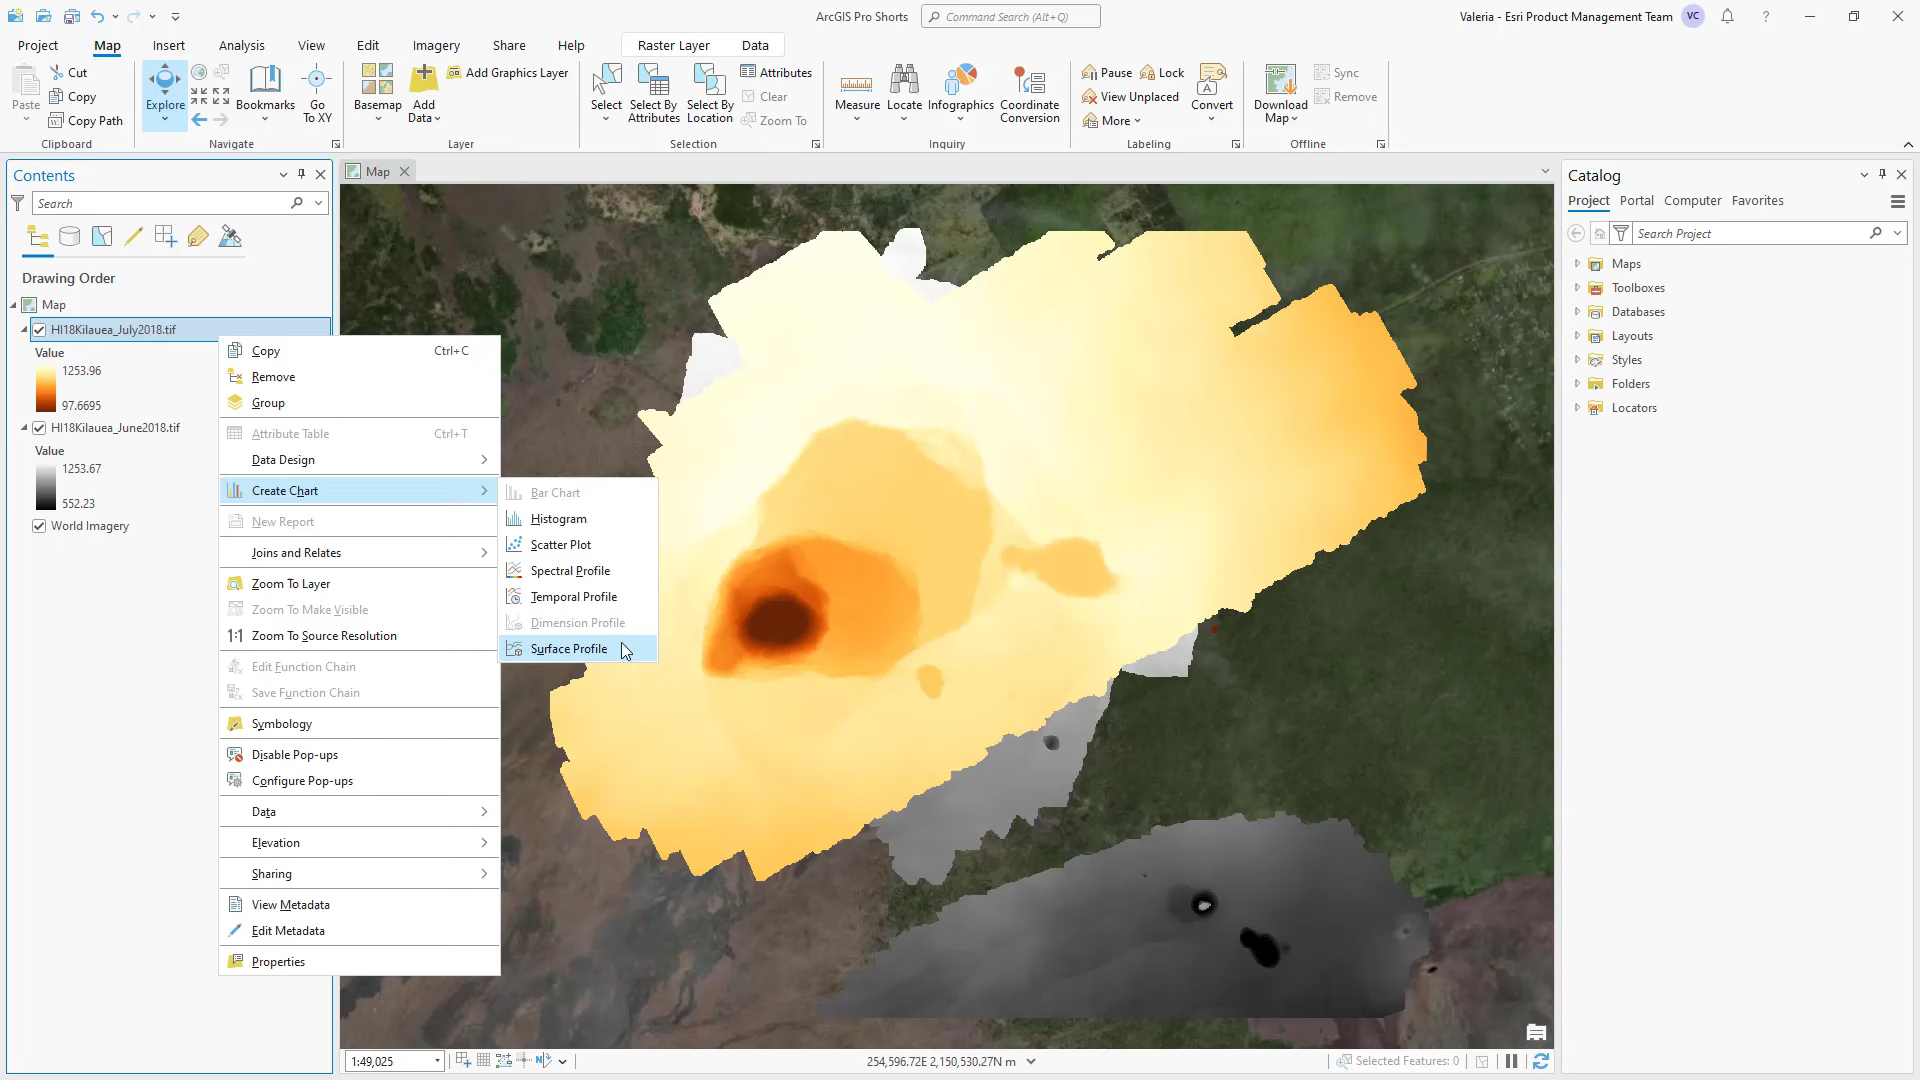 ArcGIS Pro Shorts
Command Search (Alt+Q)
Valeria - Esri Product Management Team
VC
?
Project
Map
Insert
Analysis
View
Edit
Imagery
Share
Help
Raster Layer
Data
Paste
Cut
Copy
Copy Path
Clipboard
Explore
Bookmarks
Go
To XY
Navigate
Basemap
Add
Data
Add Graphics Layer
Layer
Select
Select By
Attributes
Select By
Location
Attributes
Clear
Zoom To
Selection
Measure
Locate
Infographics
Coordinate
Conversion
Inquiry
Pause
Lock
View Unplaced
More
Convert
Labeling
Download
Map
Sync
Remove
Offline
Contents
Search
Drawing Order
Map
HI18Kilauea_July2018.tif
Value
1253.96
97.6695
HI18Kilauea_June2018.tif
Value
1253.67
552.23
World Imagery
Map
Copy Ctrl+C
Remove
Group
Attribute Table Ctrl+T
Data Design
Create Chart
New Report
Joins and Relates
Zoom To Layer
Zoom To Make Visible
1:1 Zoom To Source Resolution
Edit Function Chain
Save Function Chain
Symbology
Disable Pop-ups
Configure Pop-ups
Data
Elevation
Sharing
View Metadata
Edit Metadata
Properties
Bar Chart
Histogram
Scatter Plot
Spectral Profile
Temporal Profile
Dimension Profile
Surface Profile
1:49,025
254,596.72E 2,150,530.27N m
Selected Features: 0
Catalog
Project
Portal
Computer
Favorites
Search Project
Maps
Toolboxes
Databases
Layouts
Styles
Folders
Locators